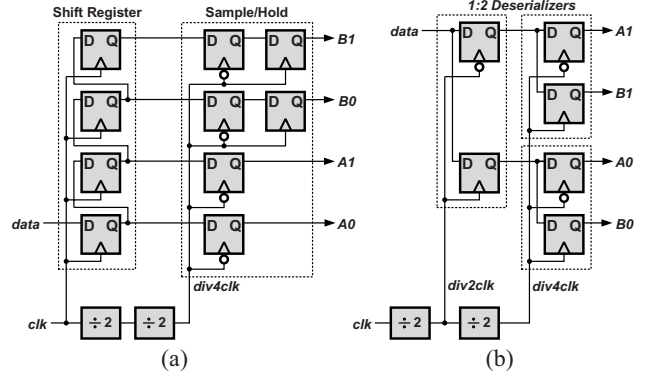 Shift Register Sample/Hold
D Q D Q D Q B1
D Q D Q D Q B0
D Q D Q A1
data D Q D Q A0
div4clk
clk ÷ 2 ÷ 2
(a)
1:2 Deserializers
data D Q D Q A1
D Q B1
D Q D Q A0
D Q B0
div2clk div4clk
clk ÷ 2 ÷ 2
(b)